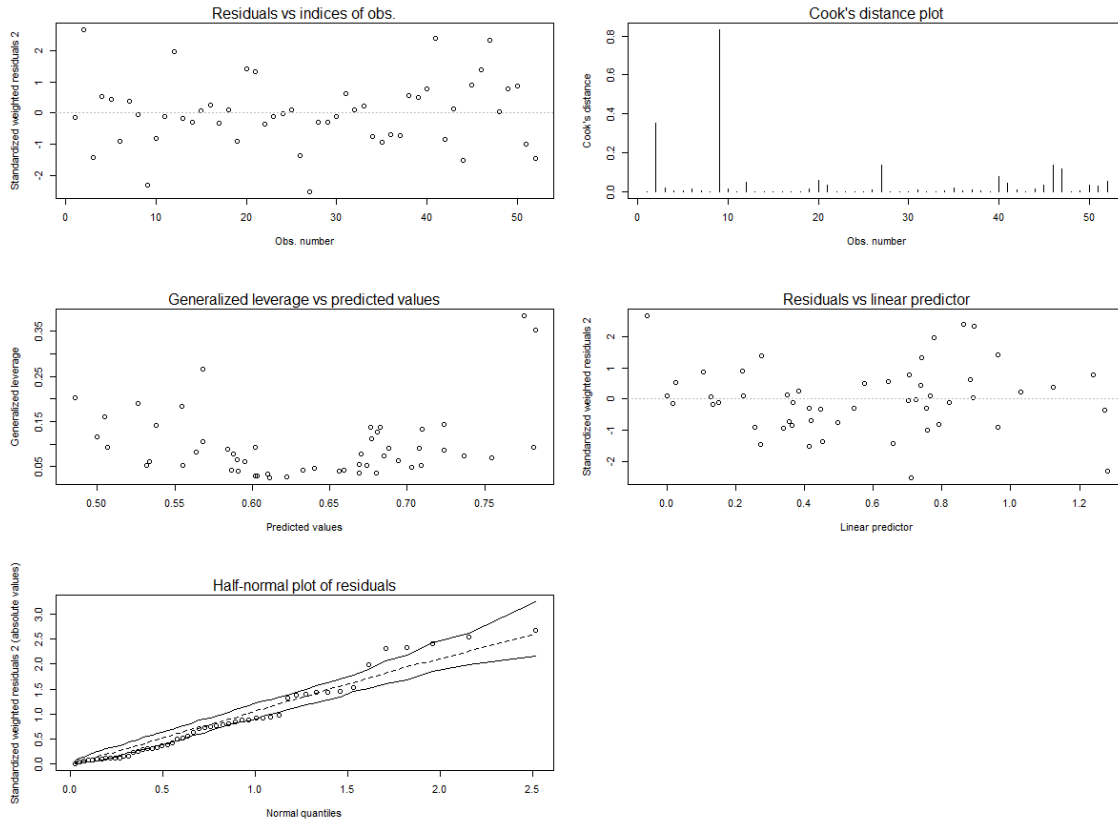 Residuals vs indices of obs.
Standardized weighted residuals 2
-2 -1 0 1 2
0 10 20 30 40 50
Obs. number
Cook's distance plot
Cook's distance
0.0 0.2 0.4 0.6 0.8
0 10 20 30 40 50
Obs. number
Generalized leverage vs predicted values
Generalized leverage
0.05 0.15 0.25 0.35
0.50 0.55 0.60 0.65 0.70 0.75
Predicted values
Residuals vs linear predictor
Standardized weighted residuals 2
-2 -1 0 1 2
0.0 0.2 0.4 0.6 0.8 1.0 1.2
Linear predictor
Half-normal plot of residuals
Standardized weighted residuals 2 (absolute values)
0.0 0.5 1.0 1.5 2.0 2.5 3.0
0.0 0.5 1.0 1.5 2.0 2.5
Normal quantiles